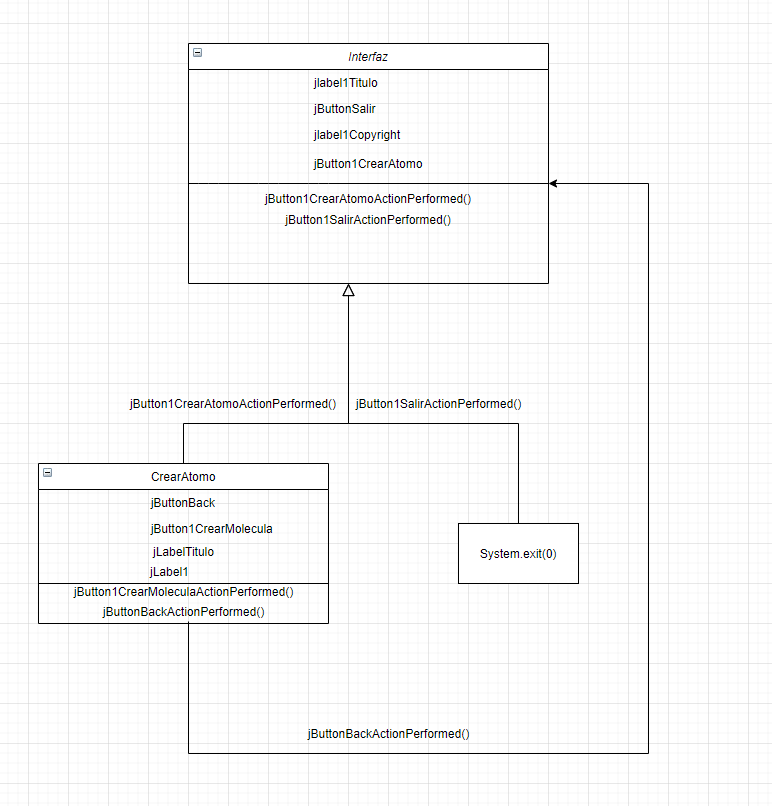 Interfaz
jlabel1Titulo
jButtonSalir
jlabel1Copyright
jButton1CrearAtomo
jButton1CrearAtomoActionPerformed()
jButton1SalirActionPerformed()
jButton1CrearAtomoActionPerformed()
jButton1SalirActionPerformed()
CrearAtomo
jButtonBack
jButton1CrearMolecula
jLabelTitulo
jLabel1
jButton1CrearMoleculaActionPerformed()
jButtonBackActionPerformed()
System.exit(0)
jButtonBackActionPerformed()